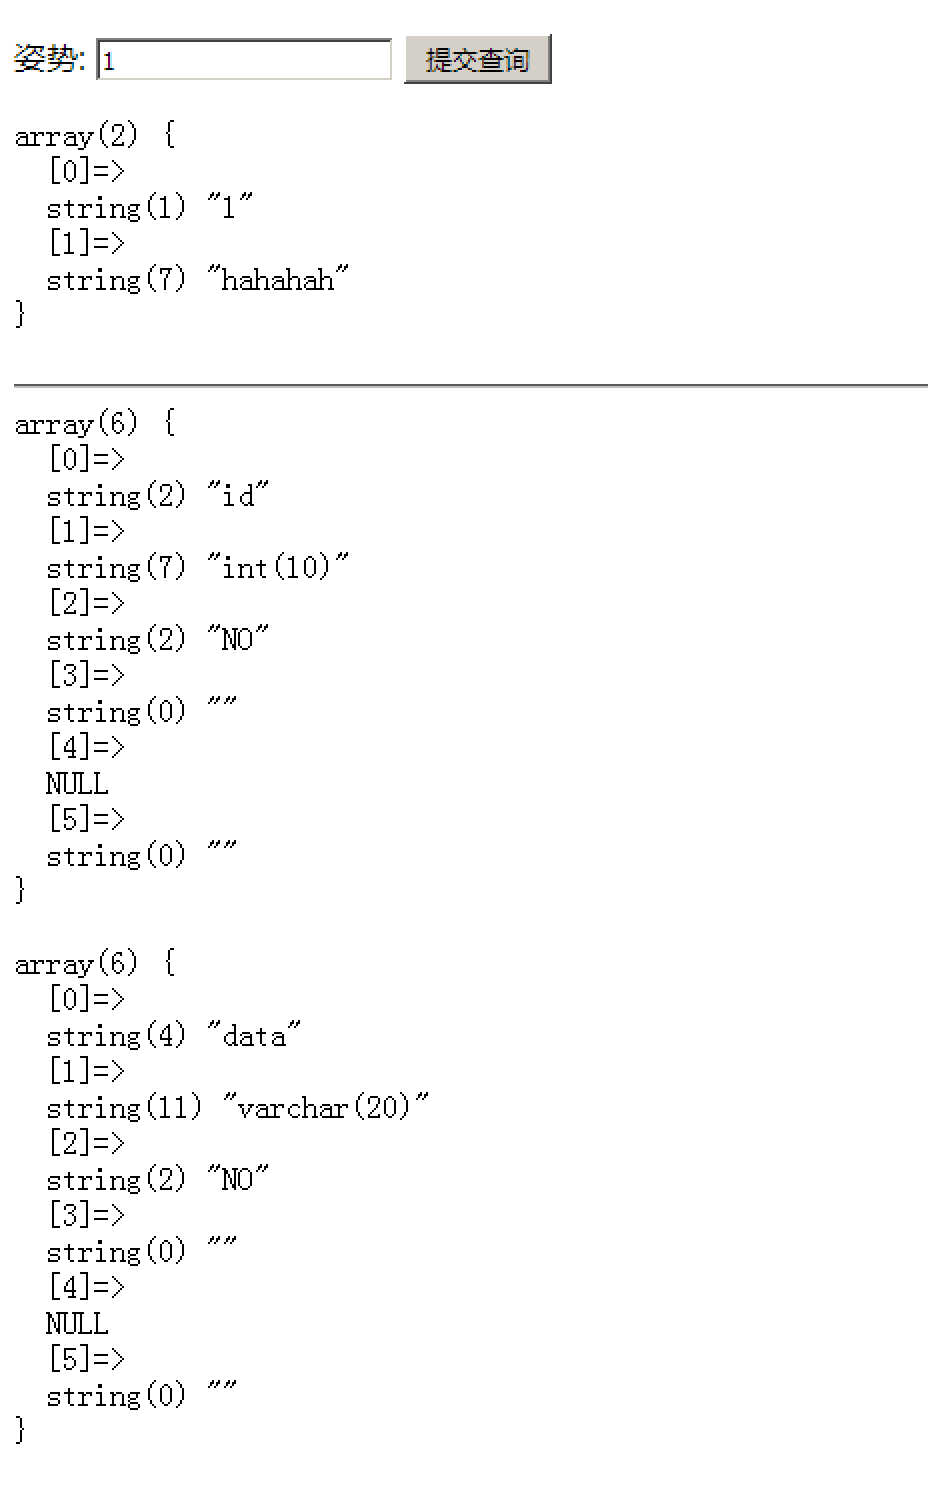 姿势: 1 提交查询
array(2) {
  [0]=>
  string(1) "1"
  [1]=>
  string(7) "hahahah"
}
array(6) {
  [0]=>
  string(2) "id"
  [1]=>
  string(7) "int(10)"
  [2]=>
  string(2) "NO"
  [3]=>
  string(0) ""
  [4]=>
  NULL
  [5]=>
  string(0) ""
}
array(6) {
  [0]=>
  string(4) "data"
  [1]=>
  string(11) "varchar(20)"
  [2]=>
  string(2) "NO"
  [3]=>
  string(0) ""
  [4]=>
  NULL
  [5]=>
  string(0) ""
}